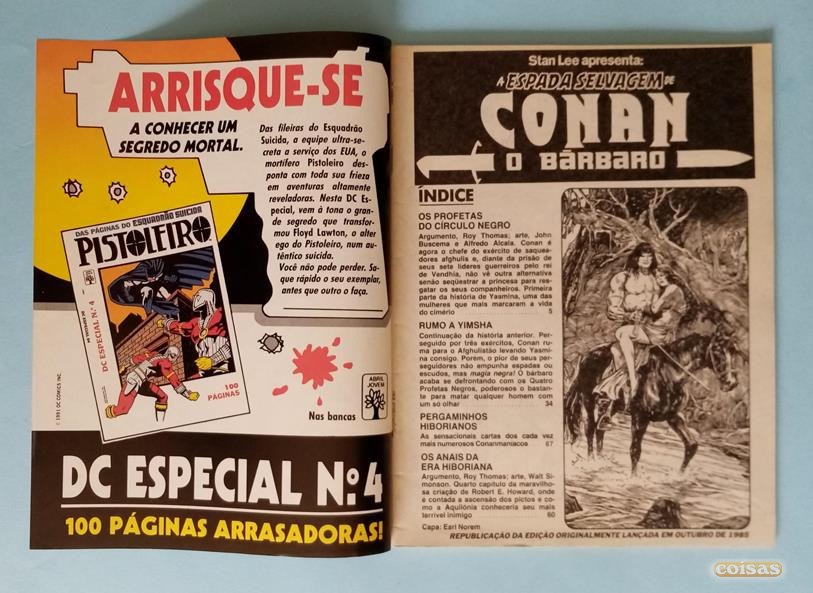 ARRISQUE-SE
A CONHECER UM
SEGREDO MORTAL.
Das fileiras do Esquadrão
Suicida, a equipe ultra-se-
creta a serviço dos EUA, o
mortífero Pistoleiro des-
ponta com toda sua frieza
em aventuras altamente
reveladoras. Nesta DC Es-
pecial, vem à tona o gran-
de segredo que transfor-
mou Floyd Lawton, o alter
ego do Pistoleiro, num au-
têntico suicida.
Você não pode perder. Sa-
que rápido o seu exemplar,
antes que outro o faça.
DAS PÁGINAS DO ESQUADRÃO SUICIDA
PISTOLEIRO
DC ESPECIAL N.º 4
100
PÁGINAS
© 1991 DC COMICS INC.
Nas bancas
ABRIL
JOVEM
DC ESPECIAL N.º 4
100 PÁGINAS ARRASADORAS!
Stan Lee apresenta:
A ESPADA SELVAGEM DE
CONAN
O BÁRBARO
ÍNDICE
OS PROFETAS
DO CÍRCULO NEGRO
Argumento, Roy Thomas; arte, John
Buscema e Alfredo Alcala. Conan é
agora o chefe do exército de saquea-
dores afghulis e, diante da prisão de
seus sete líderes guerreiros pelo rei
de Vendhia, não vê outra alternativa
senão seqüestrar a princesa para res-
gatar os seus companheiros. Primeira
parte da história de Yasmina, uma das
mulheres que mais marcaram a vida
do cimério 5
RUMO A YIMSHA
Continuação da história anterior. Per-
seguido por três exércitos, Conan ru-
ma para o Afghulistão levando Yasmi-
na consigo. Porém, o pior de seus per-
seguidores não empunha espadas ou
escudos, mas magia negra! O bárbaro
acaba se defrontando com os Quatro
Profetas Negros, poderosos o bastan-
te para matar qualquer homem com
um só olhar 34
PERGAMINHOS
HIBORIANOS
As sensacionais cartas dos cada vez
mais numerosos Conanmaníacos 67
OS ANAIS DA
ERA HIBORIANA
Argumento, Roy Thomas; arte, Walt Si-
monson. Quarto capítulo da maravilho-
sa criação de Robert E. Howard, onde
é contada a ascensão dos pictos e co-
mo a Aquilônia conheceria seu mais
terrível inimigo 60
Capa: Earl Norem
REPUBLICAÇÃO DA EDIÇÃO ORIGINALMENTE LANÇADA EM OUTUBRO DE 1985
coisas